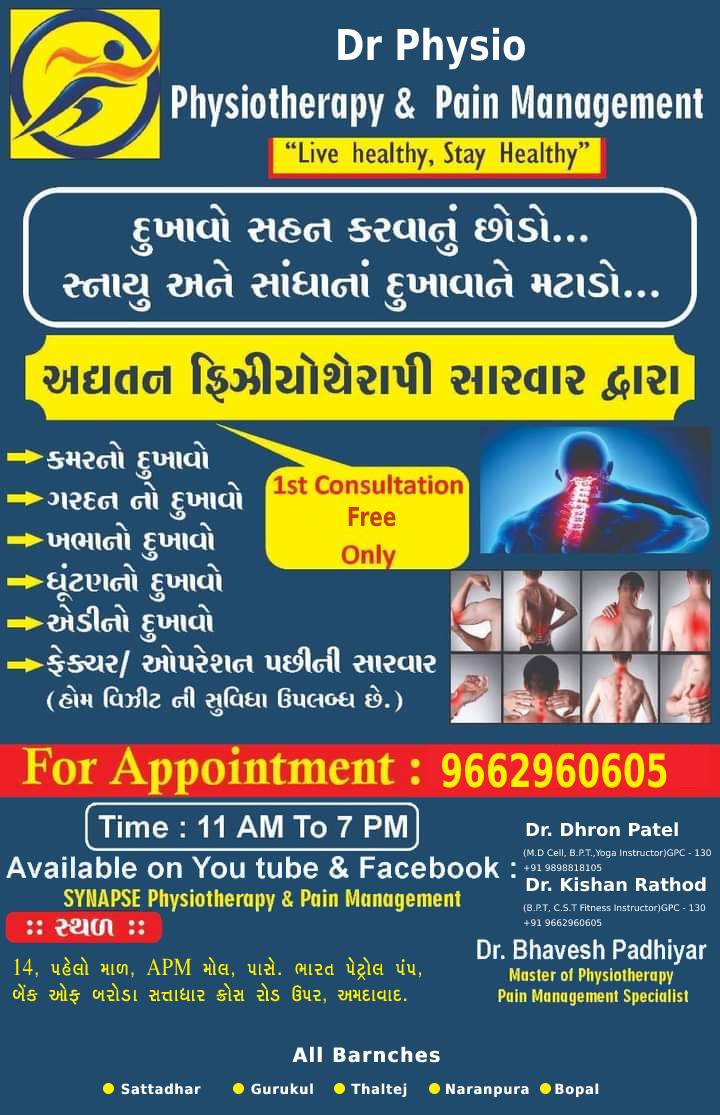 Dr Physio
Physiotherapy & Pain Management
“Live healthy, Stay Healthy”
દુખાવો સહન કરવાનું છોડો...
સ્નાયુ અને સાંધાનાં દુખાવાને મટાડો...
અદ્યતન ફિઝીયોથેરાપી સારવાર દ્વારા
કમરનો દુખાવો
ગરદન નો દુખાવો
ખભાનો દુખાવો
ઘૂંટણનો દુખાવો
એડીનો દુખાવો
ફ્રેક્ચર/ ઓપરેશન પછીની સારવાર
(હોમ વિઝીટ ની સુવિધા ઉપલબ્ધ છે.)
1st Consultation
Free
Only
For Appointment : 9662960605
Time : 11 AM To 7 PM
Available on You tube & Facebook :
SYNAPSE Physiotherapy & Pain Management
:: સ્થળ ::
14, પહેલો માળ, APM મોલ, પાસે. ભારત પેટ્રોલ પંપ,
બેંક ઓફ બરોડા સત્તાધાર ક્રોસ રોડ ઉપર, અમદાવાદ.
Dr. Dhron Patel
(M.D Cell, B.P.T.,Yoga Instructor)GPC - 130
+91 9898818105
Dr. Kishan Rathod
(B.P.T, C.S.T Fitness Instructor)GPC - 130
+91 9662960605
Dr. Bhavesh Padhiyar
Master of Physiotherapy
Pain Management Specialist
All Barnches
Sattadhar Gurukul Thaltej Naranpura Bopal